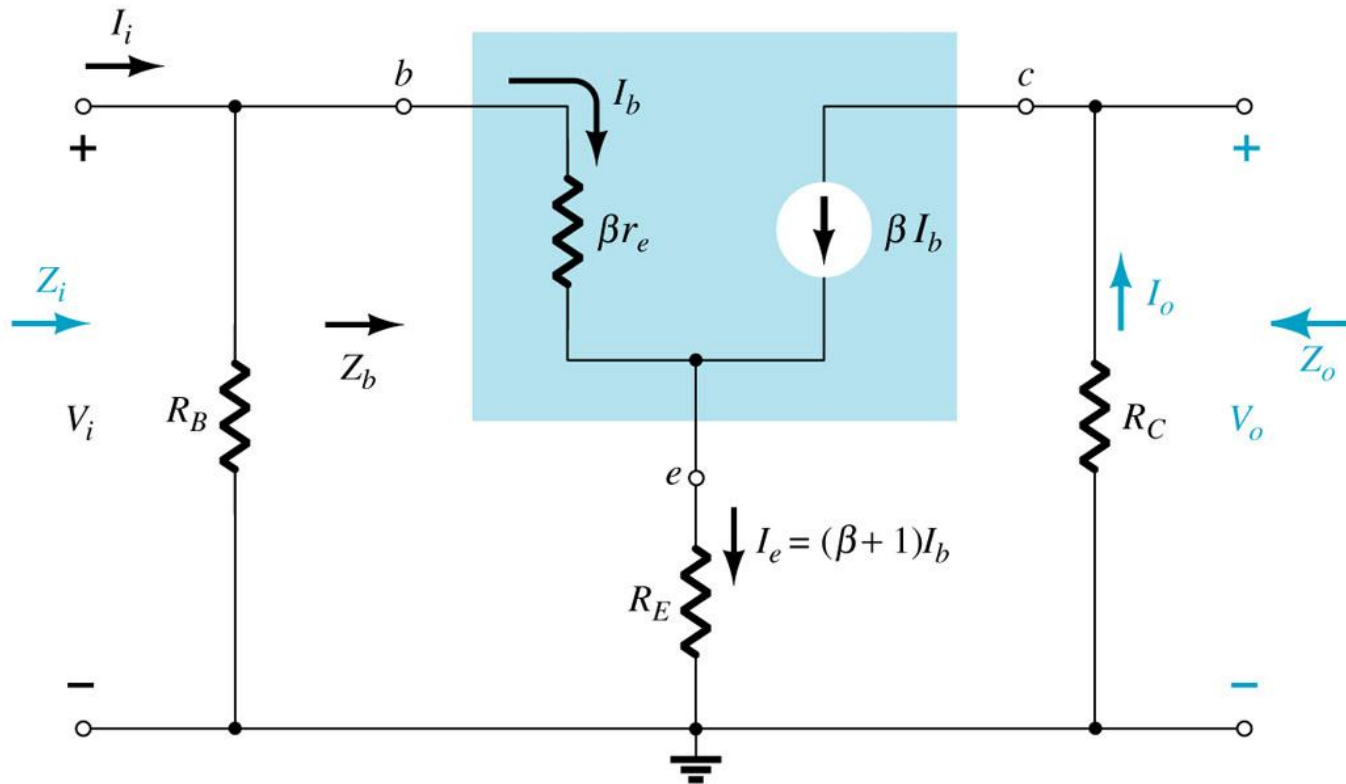 I_i
b
I_b
c
+
+
βr_e
βI_b
Z_i
I_o
Z_b
Z_o
V_i
R_B
R_C
V_o
e
I_e = (β + 1)I_b
R_E
−
−